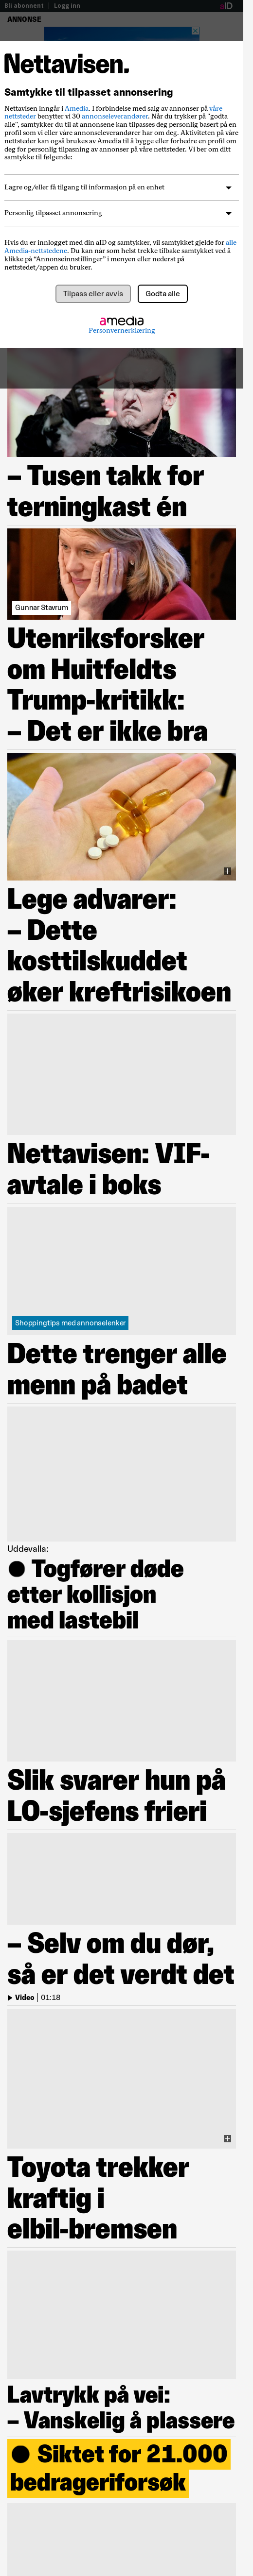 Bli abonnent | Logg inn
aID
ANNONSE
Nettavisen.
Samtykke til tilpasset annonsering
Nettavisen inngår i Amedia. I forbindelse med salg av annonser på våre
nettsteder benytter vi 30 annonseleverandører. Når du trykker på "godta
alle", samtykker du til at annonsene kan tilpasses deg personlig basert på en
profil som vi eller våre annonseleverandører har om deg. Aktiviteten på våre
nettsteder kan også brukes av Amedia til å bygge eller forbedre en profil om
deg for personlig tilpasning av annonser på våre nettsteder. Vi ber om ditt
samtykke til følgende:
Lagre og/eller få tilgang til informasjon på en enhet
Personlig tilpasset annonsering
Hvis du er innlogget med din aID og samtykker, vil samtykket gjelde for alle
Amedia-nettstedene. Du kan når som helst trekke tilbake samtykket ved å
klikke på “Annonseinnstillinger” i menyen eller nederst på
nettstedet/appen du bruker.
Tilpass eller avvis
Godta alle
amedia
Personvernerklæring
– Tusen takk for
terningkast én
Gunnar Stavrum
Utenriksforsker
om Huitfeldts
Trump-kritikk:
– Det er ikke bra
Lege advarer:
– Dette
kosttilskuddet
øker kreftrisikoen
Nettavisen: VIF-
avtale i boks
Shoppingtips med annonselenker
Dette trenger alle
menn på badet
Uddevalla:
● Togfører døde
etter kollisjon
med lastebil
Slik svarer hun på
LO-sjefens frieri
– Selv om du dør,
så er det verdt det
Video | 01:18
Toyota trekker
kraftig i
elbil-bremsen
Lavtrykk på vei:
– Vanskelig å plassere
● Siktet for 21.000
bedrageriforsøk